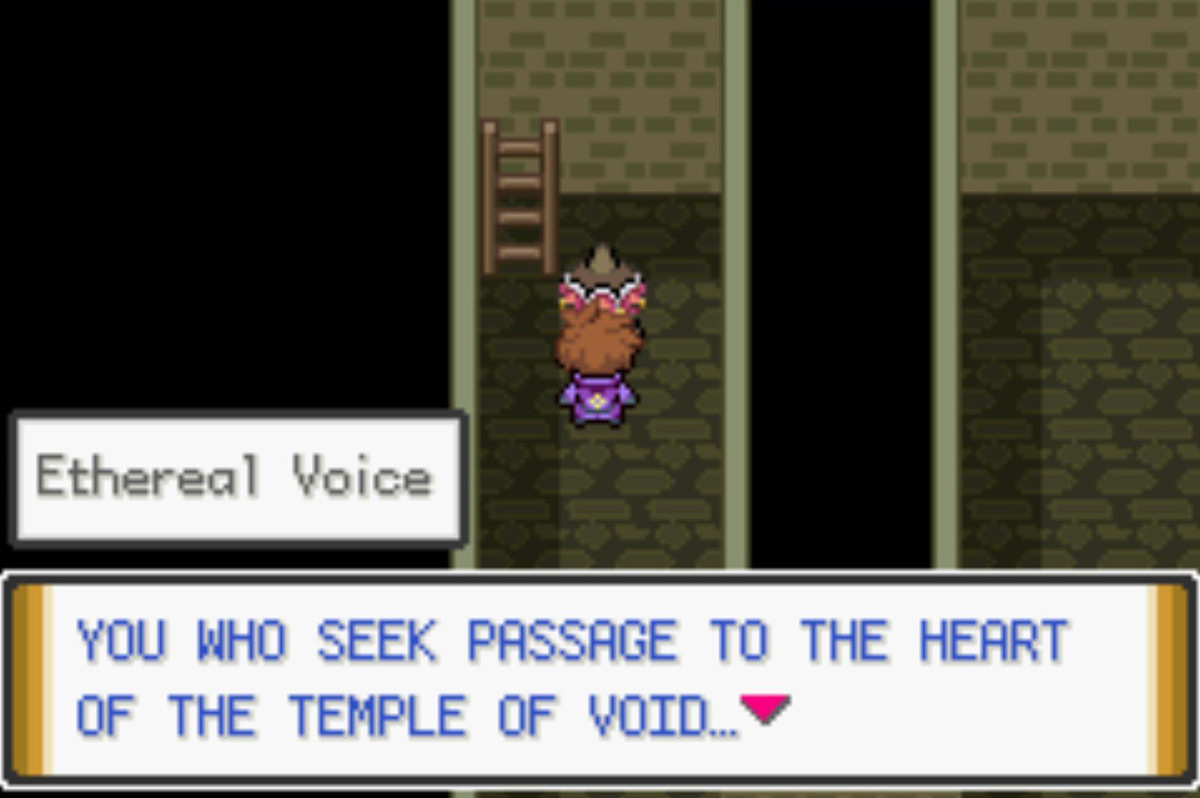 Ethereal Voice
YOU WHO SEEK PASSAGE TO THE HEART
OF THE TEMPLE OF VOID…